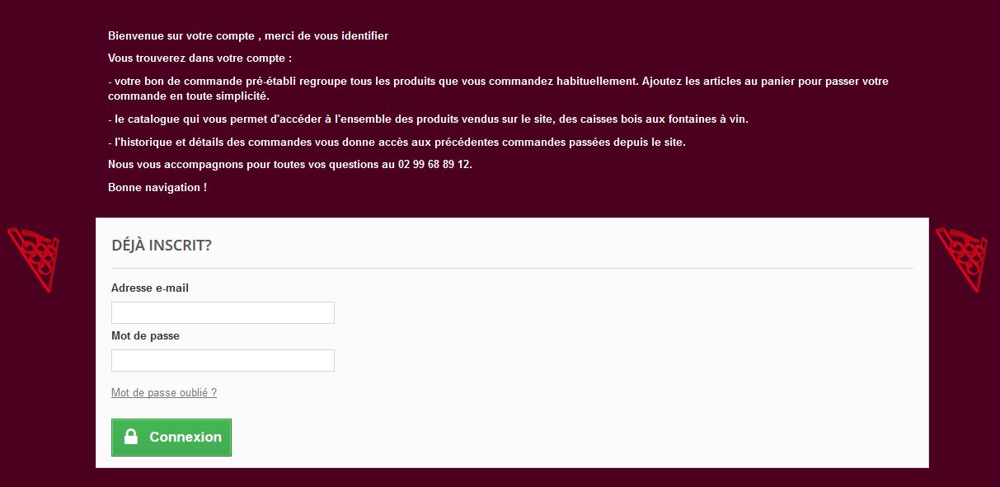 Bienvenue sur votre compte , merci de vous identifier
Vous trouverez dans votre compte :
- votre bon de commande pré-établi regroupe tous les produits que vous commandez habituellement. Ajoutez les articles au panier pour passer votre
commande en toute simplicité.
- le catalogue qui vous permet d'accéder à l'ensemble des produits vendus sur le site, des caisses bois aux fontaines à vin.
- l'historique et détails des commandes vous donne accès aux précédentes commandes passées depuis le site.
Nous vous accompagnons pour toutes vos questions au 02 99 68 89 12.
Bonne navigation !
DÉJÀ INSCRIT?
Adresse e-mail
Mot de passe
Mot de passe oublié ?
Connexion